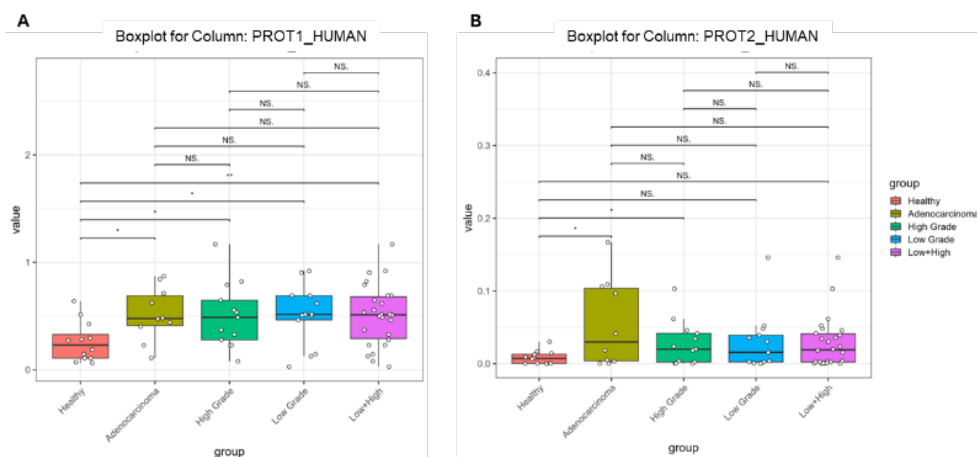 A
Boxplot for Column: PROT1_HUMAN
NS.
NS.
NS.
NS.
NS.
NS.
**
*
*
*
value
2
1
0
Healthy
Adenocarcinoma
High Grade
Low Grade
Low+High
group
B
Boxplot for Column: PROT2_HUMAN
NS.
NS.
NS.
NS.
NS.
NS.
NS.
NS.
*
*
value
0.4
0.3
0.2
0.1
0.0
Healthy
Adenocarcinoma
High Grade
Low Grade
Low+High
group
group
Healthy
Adenocarcinoma
High Grade
Low Grade
Low+High